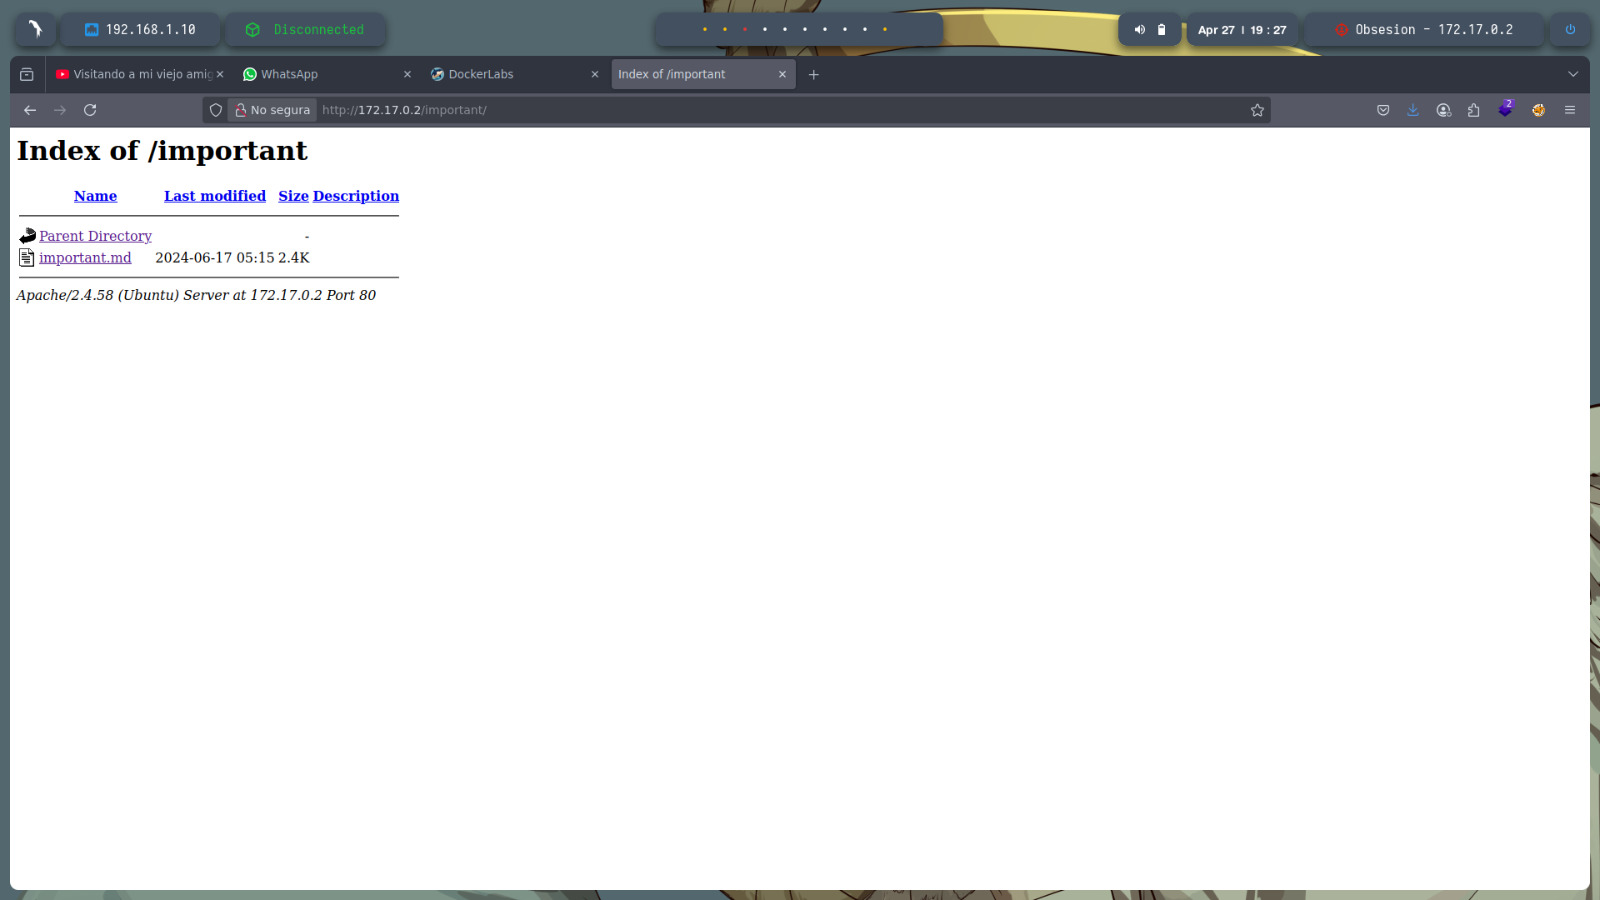 192.168.1.10 Disconnected Apr 27 | 19 : 27 Obsesion - 172.17.0.2
Visitando a mi viejo amig WhatsApp DockerLabs Index of /important
No segura http://172.17.0.2/important/ 2
Index of /important
Name Last modified Size Description
Parent Directory -
important.md 2024-06-17 05:15 2.4K
Apache/2.4.58 (Ubuntu) Server at 172.17.0.2 Port 80